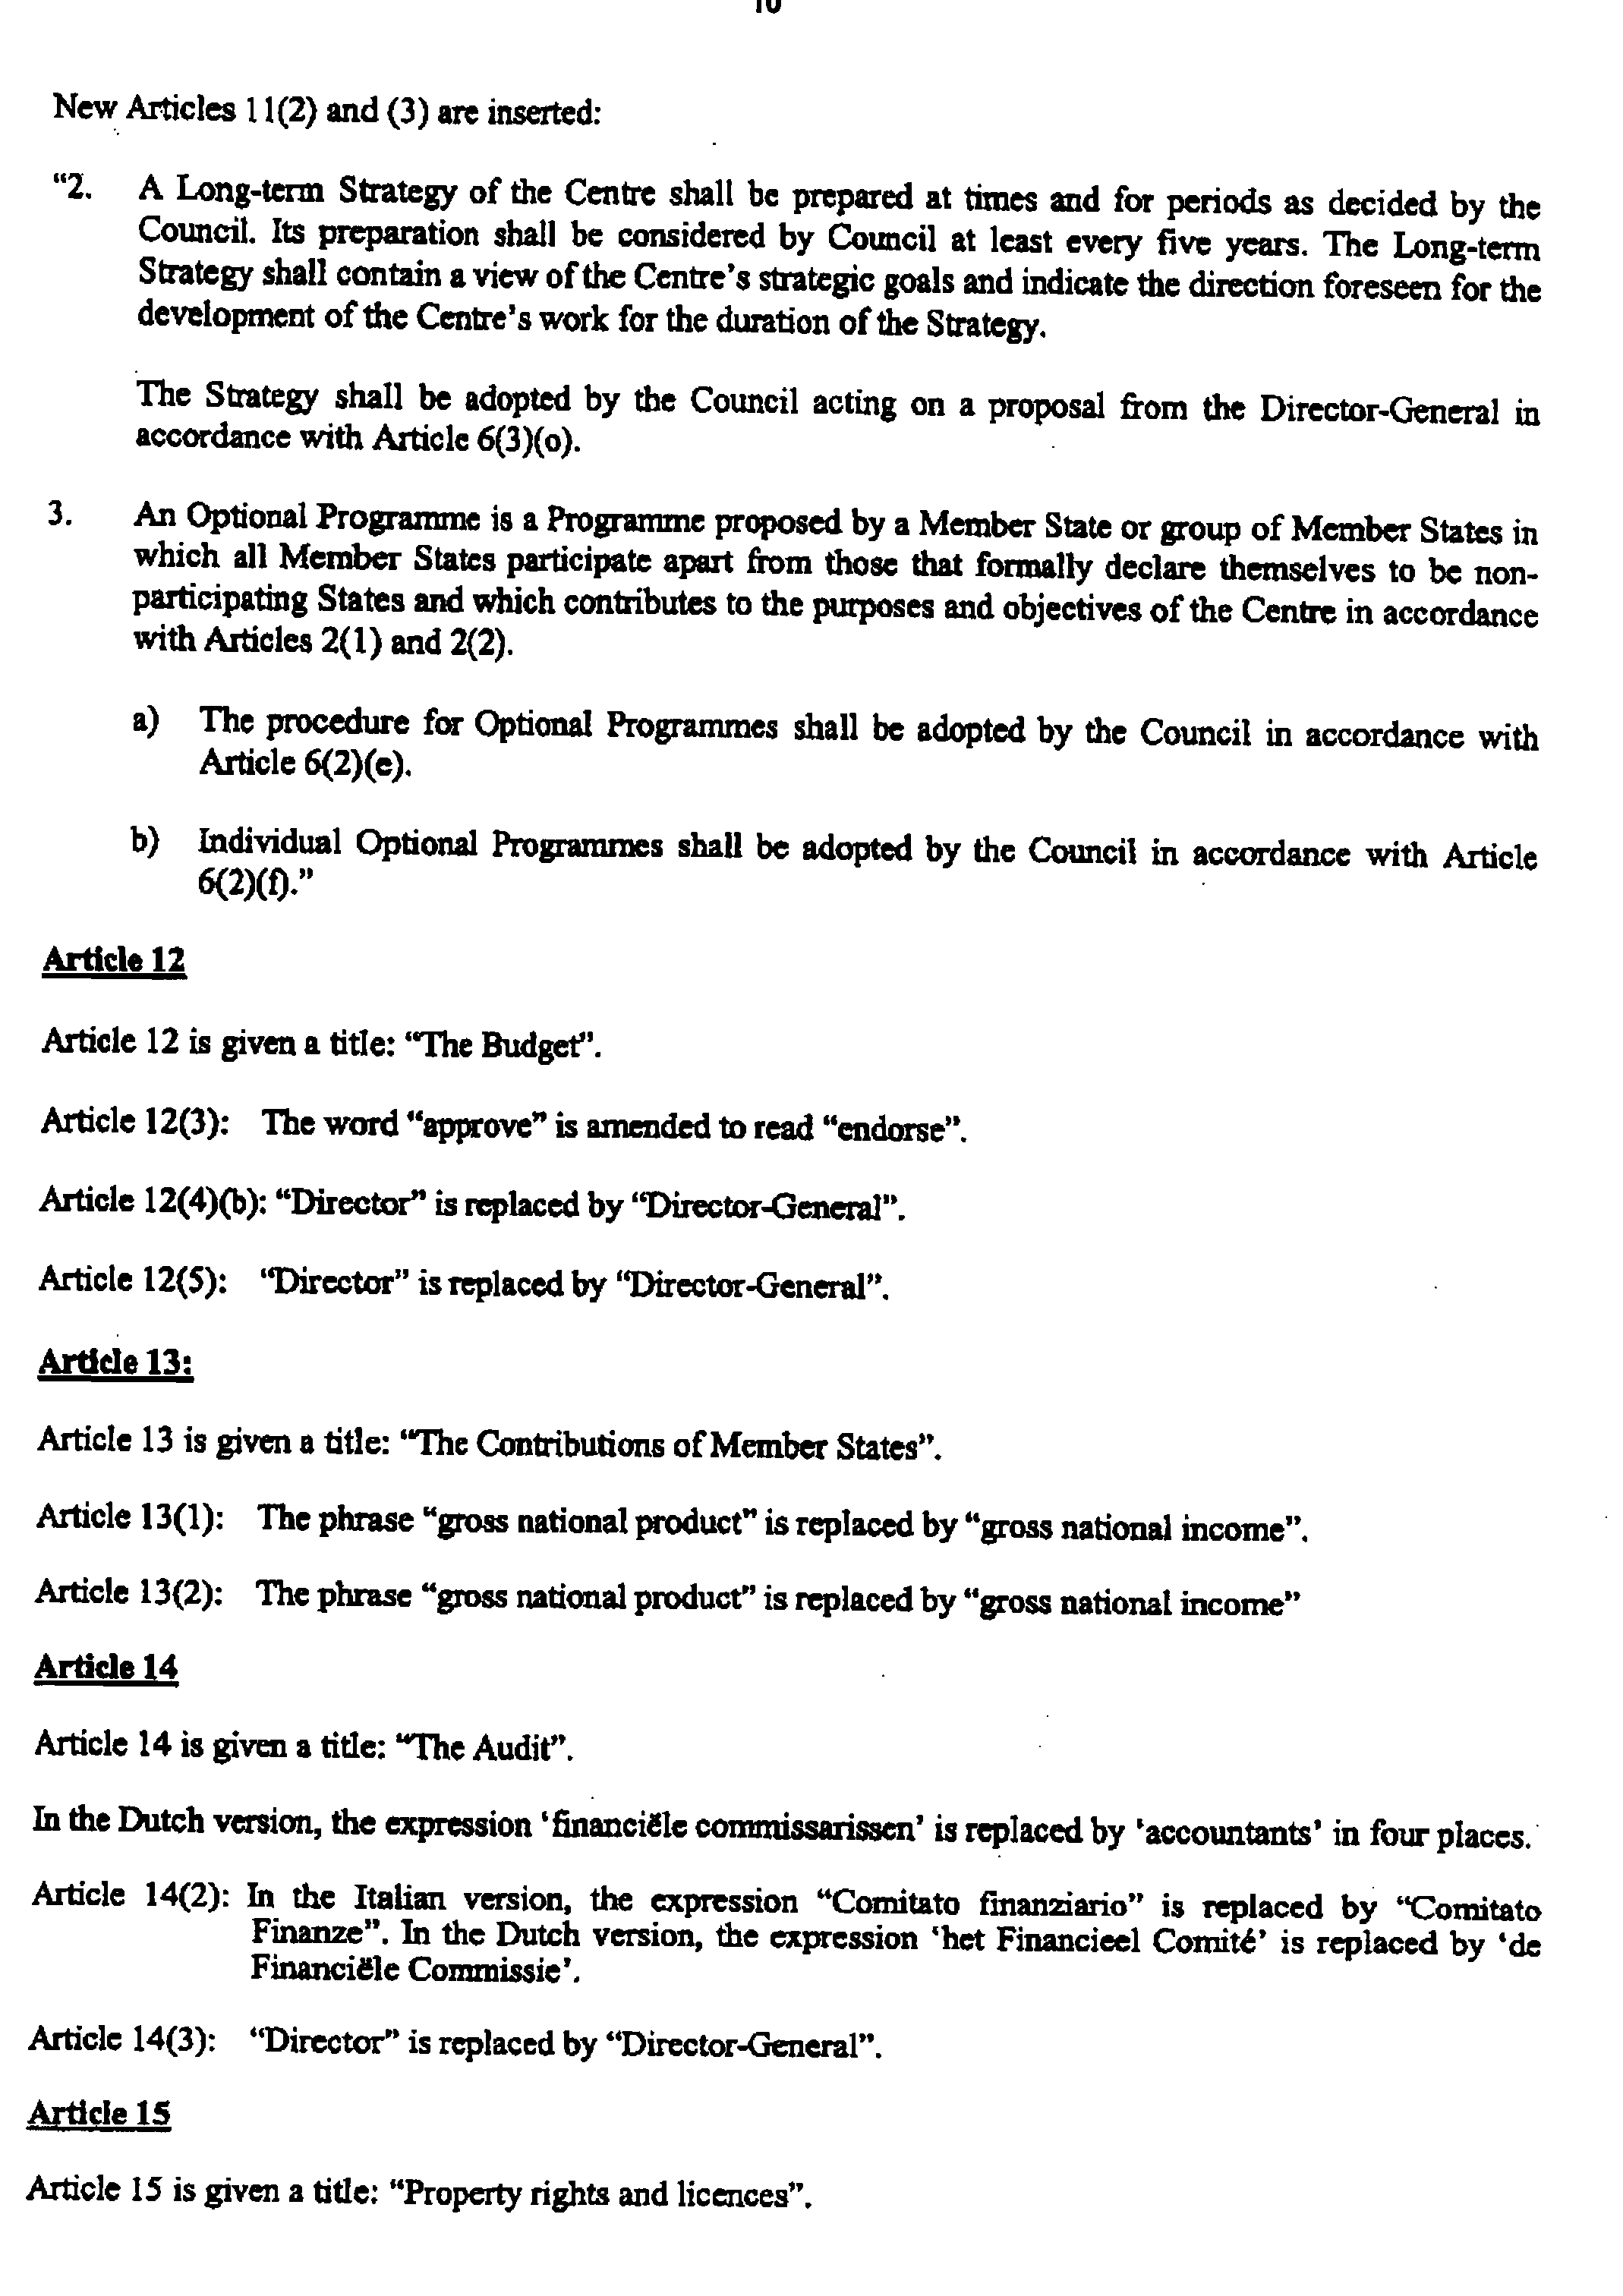 10
New Articles 11(2) and (3) are inserted:
“2. A Long-term Strategy of the Centre shall be prepared at times and for periods as decided by the
Council. Its preparation shall be considered by Council at least every five years. The Long-term
Strategy shall contain a view of the Centre’s strategic goals and indicate the direction foreseen for the
development of the Centre’s work for the duration of the Strategy.
The Strategy shall be adopted by the Council acting on a proposal from the Director-General in
accordance with Article 6(3)(o).
3. An Optional Programme is a Programme proposed by a Member State or group of Member States in
which all Member States participate apart from those that formally declare themselves to be non-
participating States and which contributes to the purposes and objectives of the Centre in accordance
with Articles 2(1) and 2(2).
a) The procedure for Optional Programmes shall be adopted by the Council in accordance with
Article 6(2)(e).
b) Individual Optional Programmes shall be adopted by the Council in accordance with Article
6(2)(f).”
Article 12
Article 12 is given a title: “The Budget”.
Article 12(3): The word “approve” is amended to read “endorse”.
Article 12(4)(b): “Director” is replaced by “Director-General”.
Article 12(5): “Director” is replaced by “Director-General”.
Article 13:
Article 13 is given a title: “The Contributions of Member States”.
Article 13(1): The phrase “gross national product” is replaced by “gross national income”.
Article 13(2): The phrase “gross national product” is replaced by “gross national income”
Article 14
Article 14 is given a title: “The Audit”.
In the Dutch version, the expression ‘financiële commissarissen’ is replaced by ‘accountants’ in four places.
Article 14(2): In the Italian version, the expression “Comitato finanziario” is replaced by “Comitato
Finanze”. In the Dutch version, the expression ‘het Financieel Comité’ is replaced by ‘de
Financiële Commissie’.
Article 14(3): “Director” is replaced by “Director-General”.
Article 15
Article 15 is given a title: “Property rights and licences”.